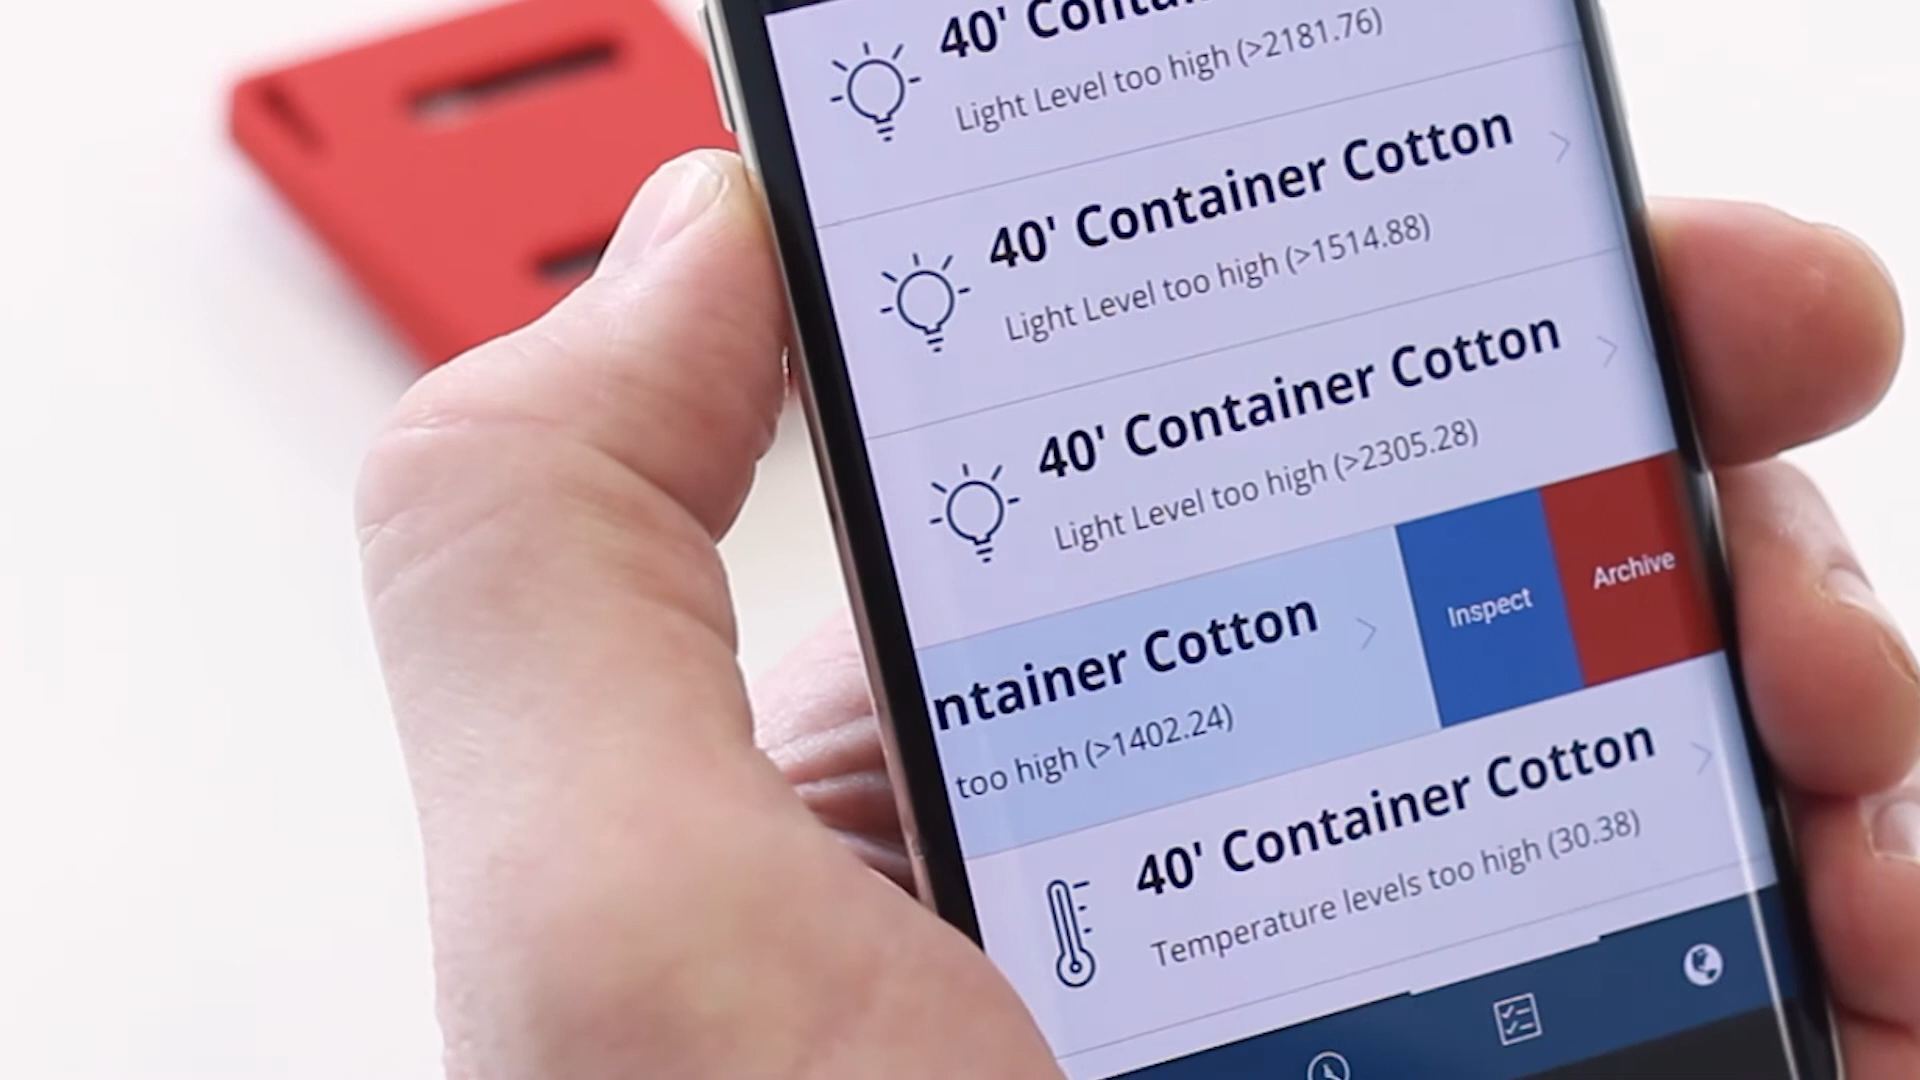 40'
Light Level too high (>2181.76)
40' Container Cotton
Light Level too high (>1514.88)
40' Container Cotton
Light Level too high (>2305.28)
ntainer Cotton
too high (>1402.24)
Inspect
Archive
40' Container Cotton
Temperature levels too high (30.38)